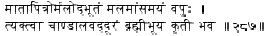 मातापित्रोर्मलोद्भूतं मलमांसमयं वपुः ।
त्यक्त्वा चाण्डालवद्दूरं ब्रह्मीभूय कृती भव ॥२८७॥